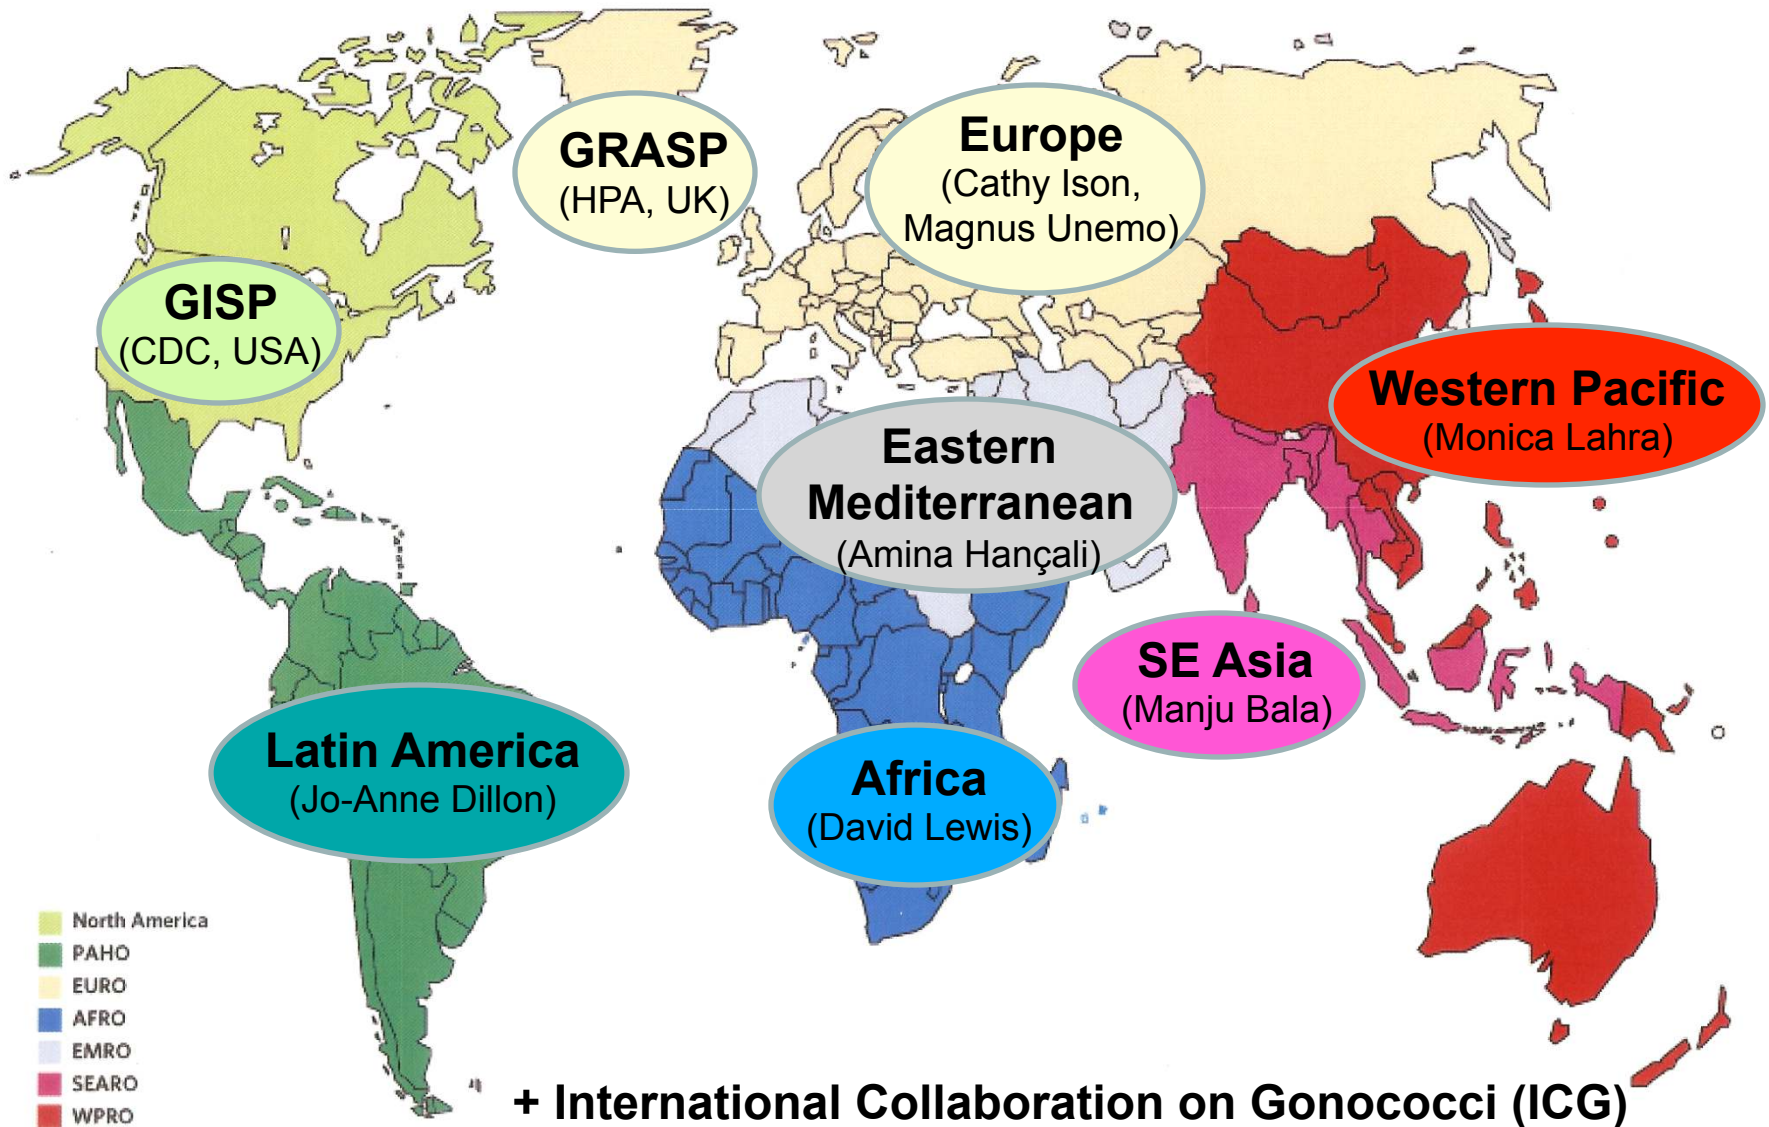 GRASP
(HPA, UK)
Europe
(Cathy Ison,
Magnus Unemo)
GISP
(CDC, USA)
Western Pacific
(Monica Lahra)
Eastern
Mediterranean
(Amina Hançali)
SE Asia
(Manju Bala)
Latin America
(Jo-Anne Dillon)
Africa
(David Lewis)
North America
PAHO
EURO
AFRO
EMRO
SEARO
WPRO
+ International Collaboration on Gonococci (ICG)